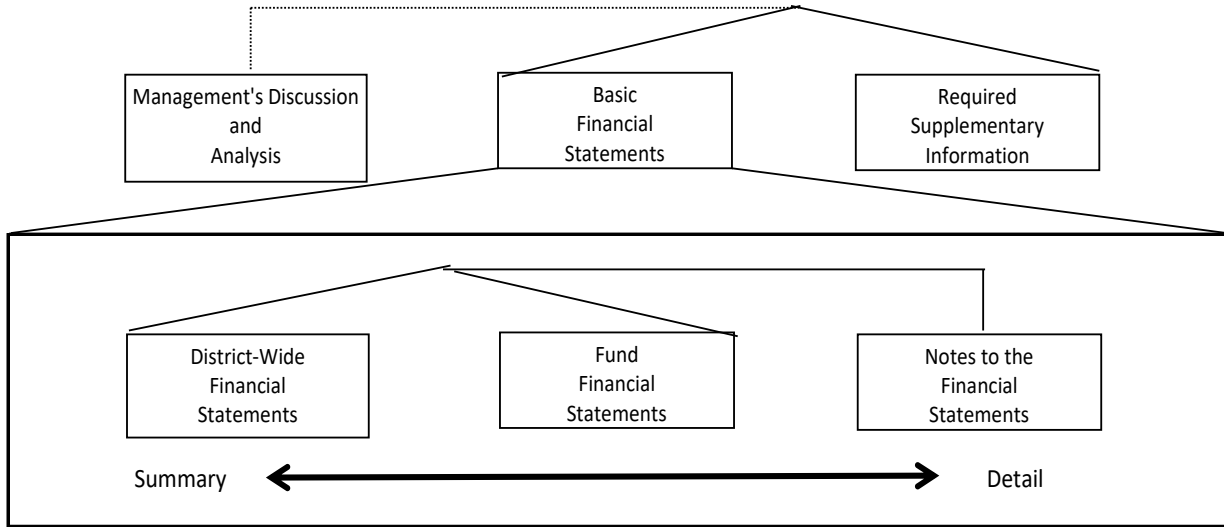 Management's Discussion
and
Analysis
Basic
Financial
Statements
Required
Supplementary
Information
District-Wide
Financial
Statements
Fund
Financial
Statements
Notes to the
Financial
Statements
Summary
Detail